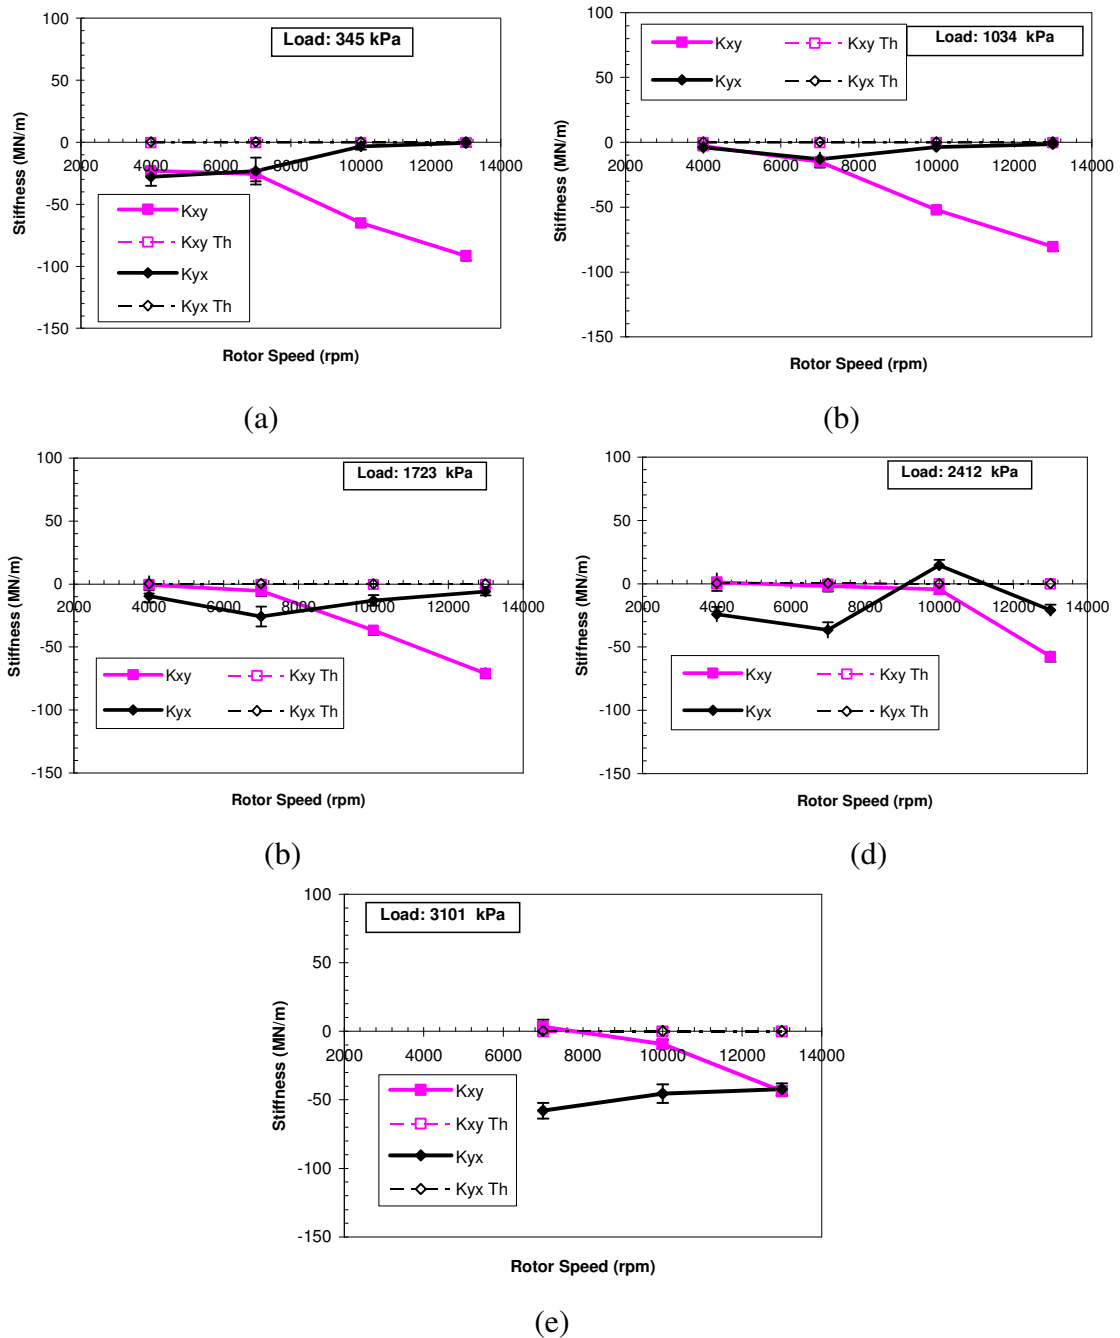 Load: 345 kPa
100
50
0
-50
-100
-150
2000 4000 6000 8000 10000 12000 14000
Stiffness (MN/m)
Kxy
Kxy Th
Kyx
Kyx Th
Rotor Speed (rpm)
(a)
Load: 1034 kPa
Kxy Kxy Th
Kyx Kyx Th
100
50
0
-50
-100
-150
2000 4000 6000 8000 10000 12000 14000
Stiffness (MN/m)
Rotor Speed (rpm)
(b)
Load: 1723 kPa
100
50
0
-50
-100
-150
2000 4000 6000 8000 10000 12000 14000
Stiffness (MN/m)
Kxy Kxy Th
Kyx Kyx Th
Rotor Speed (rpm)
(b)
Load: 2412 kPa
100
50
0
-50
-100
-150
2000 4000 6000 8000 10000 12000 14000
Stiffness (MN/m)
Kxy Kxy Th
Kyx Kyx Th
Rotor Speed (rpm)
(d)
Load: 3101 kPa
100
50
0
-50
-100
-150
2000 4000 6000 8000 10000 12000 14000
Stiffness (MN/m)
Kxy
Kxy Th
Kyx
Kyx Th
Rotor Speed (rpm)
(e)